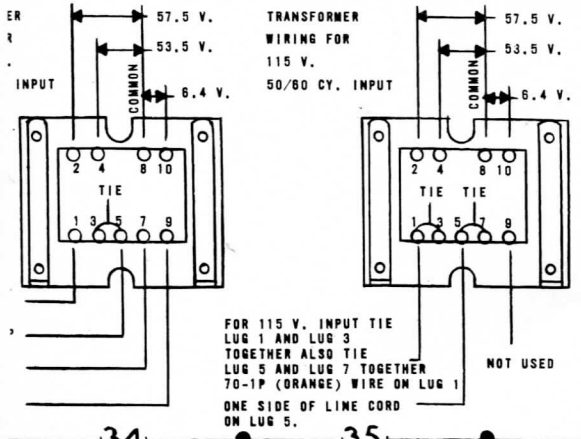 ER
R
.
INPUT
57.5 V.
53.5 V.
COMMON
6.4 V.
2 4 8 10
TIE
1 3 5 7 9
TRANSFORMER
WIRING FOR
115 V.
50/60 CY. INPUT
57.5 V.
53.5 V.
COMMON
6.4 V.
2 4 8 10
TIE TIE
1 3 5 7 9
FOR 115 V. INPUT TIE
LUG 1 AND LUG 3
TOGETHER ALSO TIE
LUG 5 AND LUG 7 TOGETHER
70-1P (ORANGE) WIRE ON LUG 1
ONE SIDE OF LINE CORD
ON LUG 5.
NOT USED
34
35